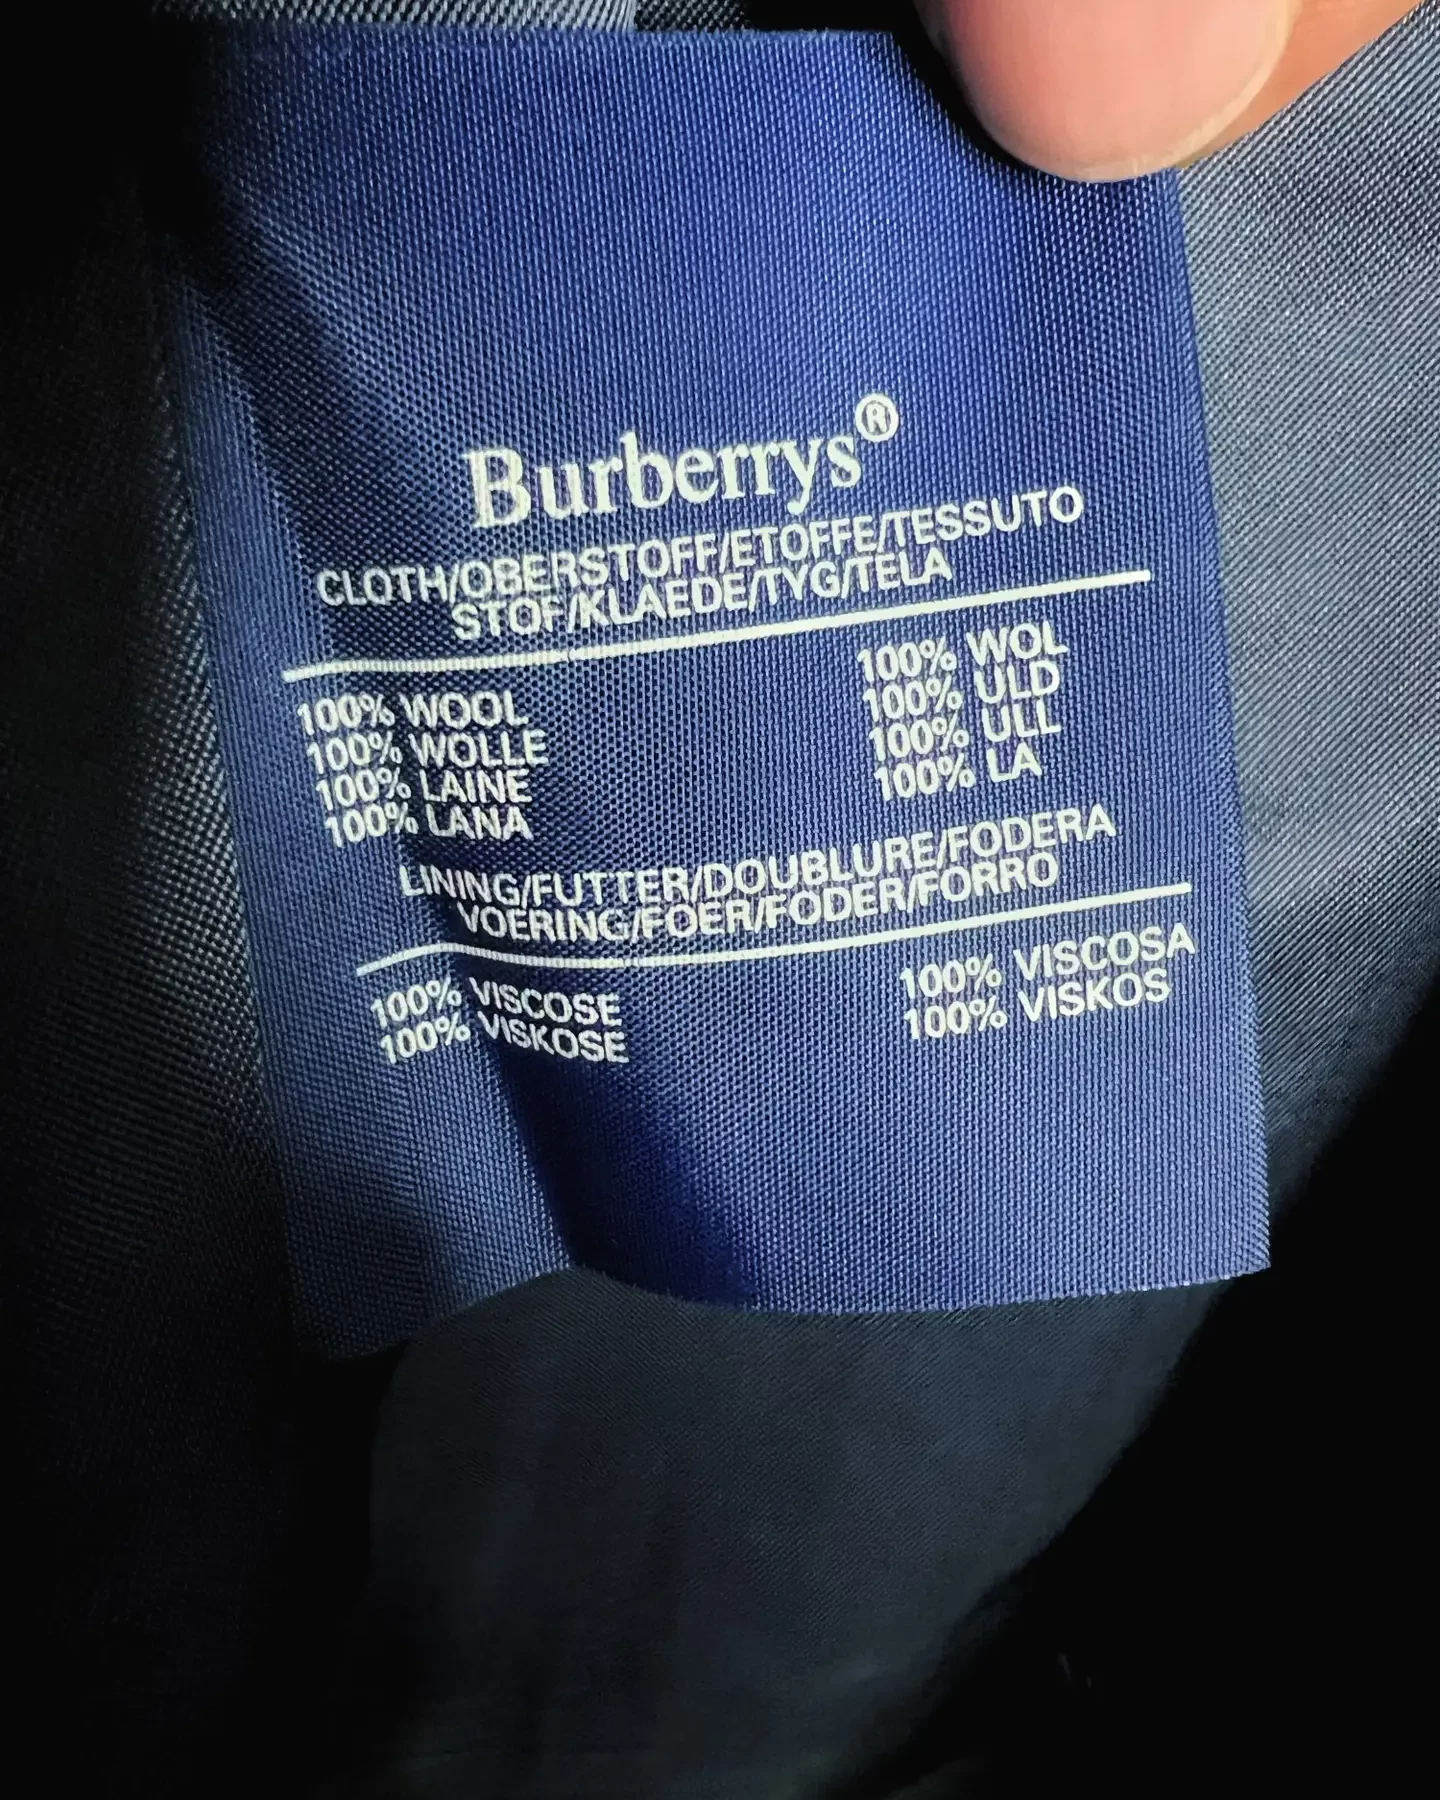 Burberrys®
CLOTH/OBERSTOFF/ETOFFE/TESSUTO
STOF/KLAEDE/TYG/TELA
100% WOOL
100% WOLLE
100% LAINE
100% LANA
100% WOL
100% ULD
100% ULL
100% LA
LINING/FUTTER/DOUBLURE/FODERA
VOERING/FOER/FODER/FORRO
100% VISCOSE
100% VISKOSE
100% VISCOSA
100% VISKOS